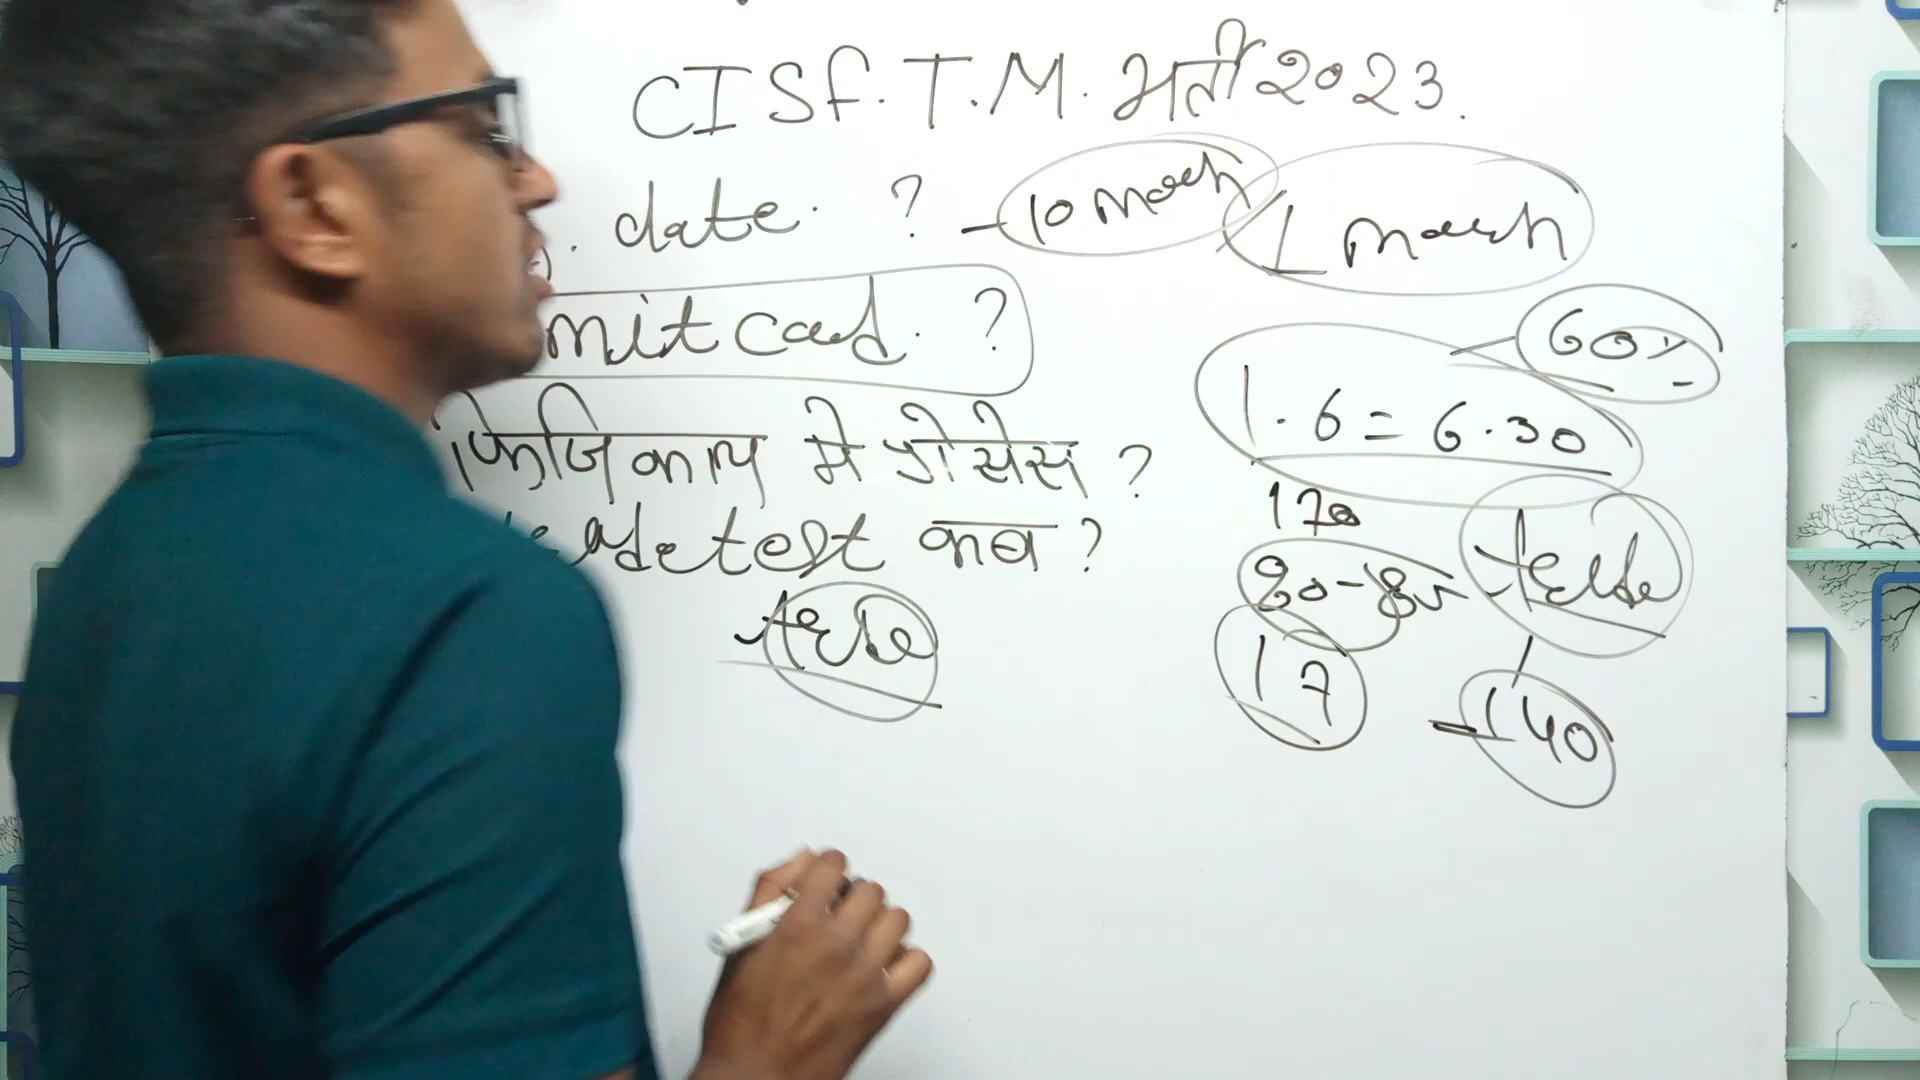 CISF. T.M. भर्ती 2023.
. date. ? - 10 March 1 March
mit card. ?
60%
1.6 = 6.30
फिजिकल मे प्रोसेस ?
170
adetest कब ?
80-85
17
-140